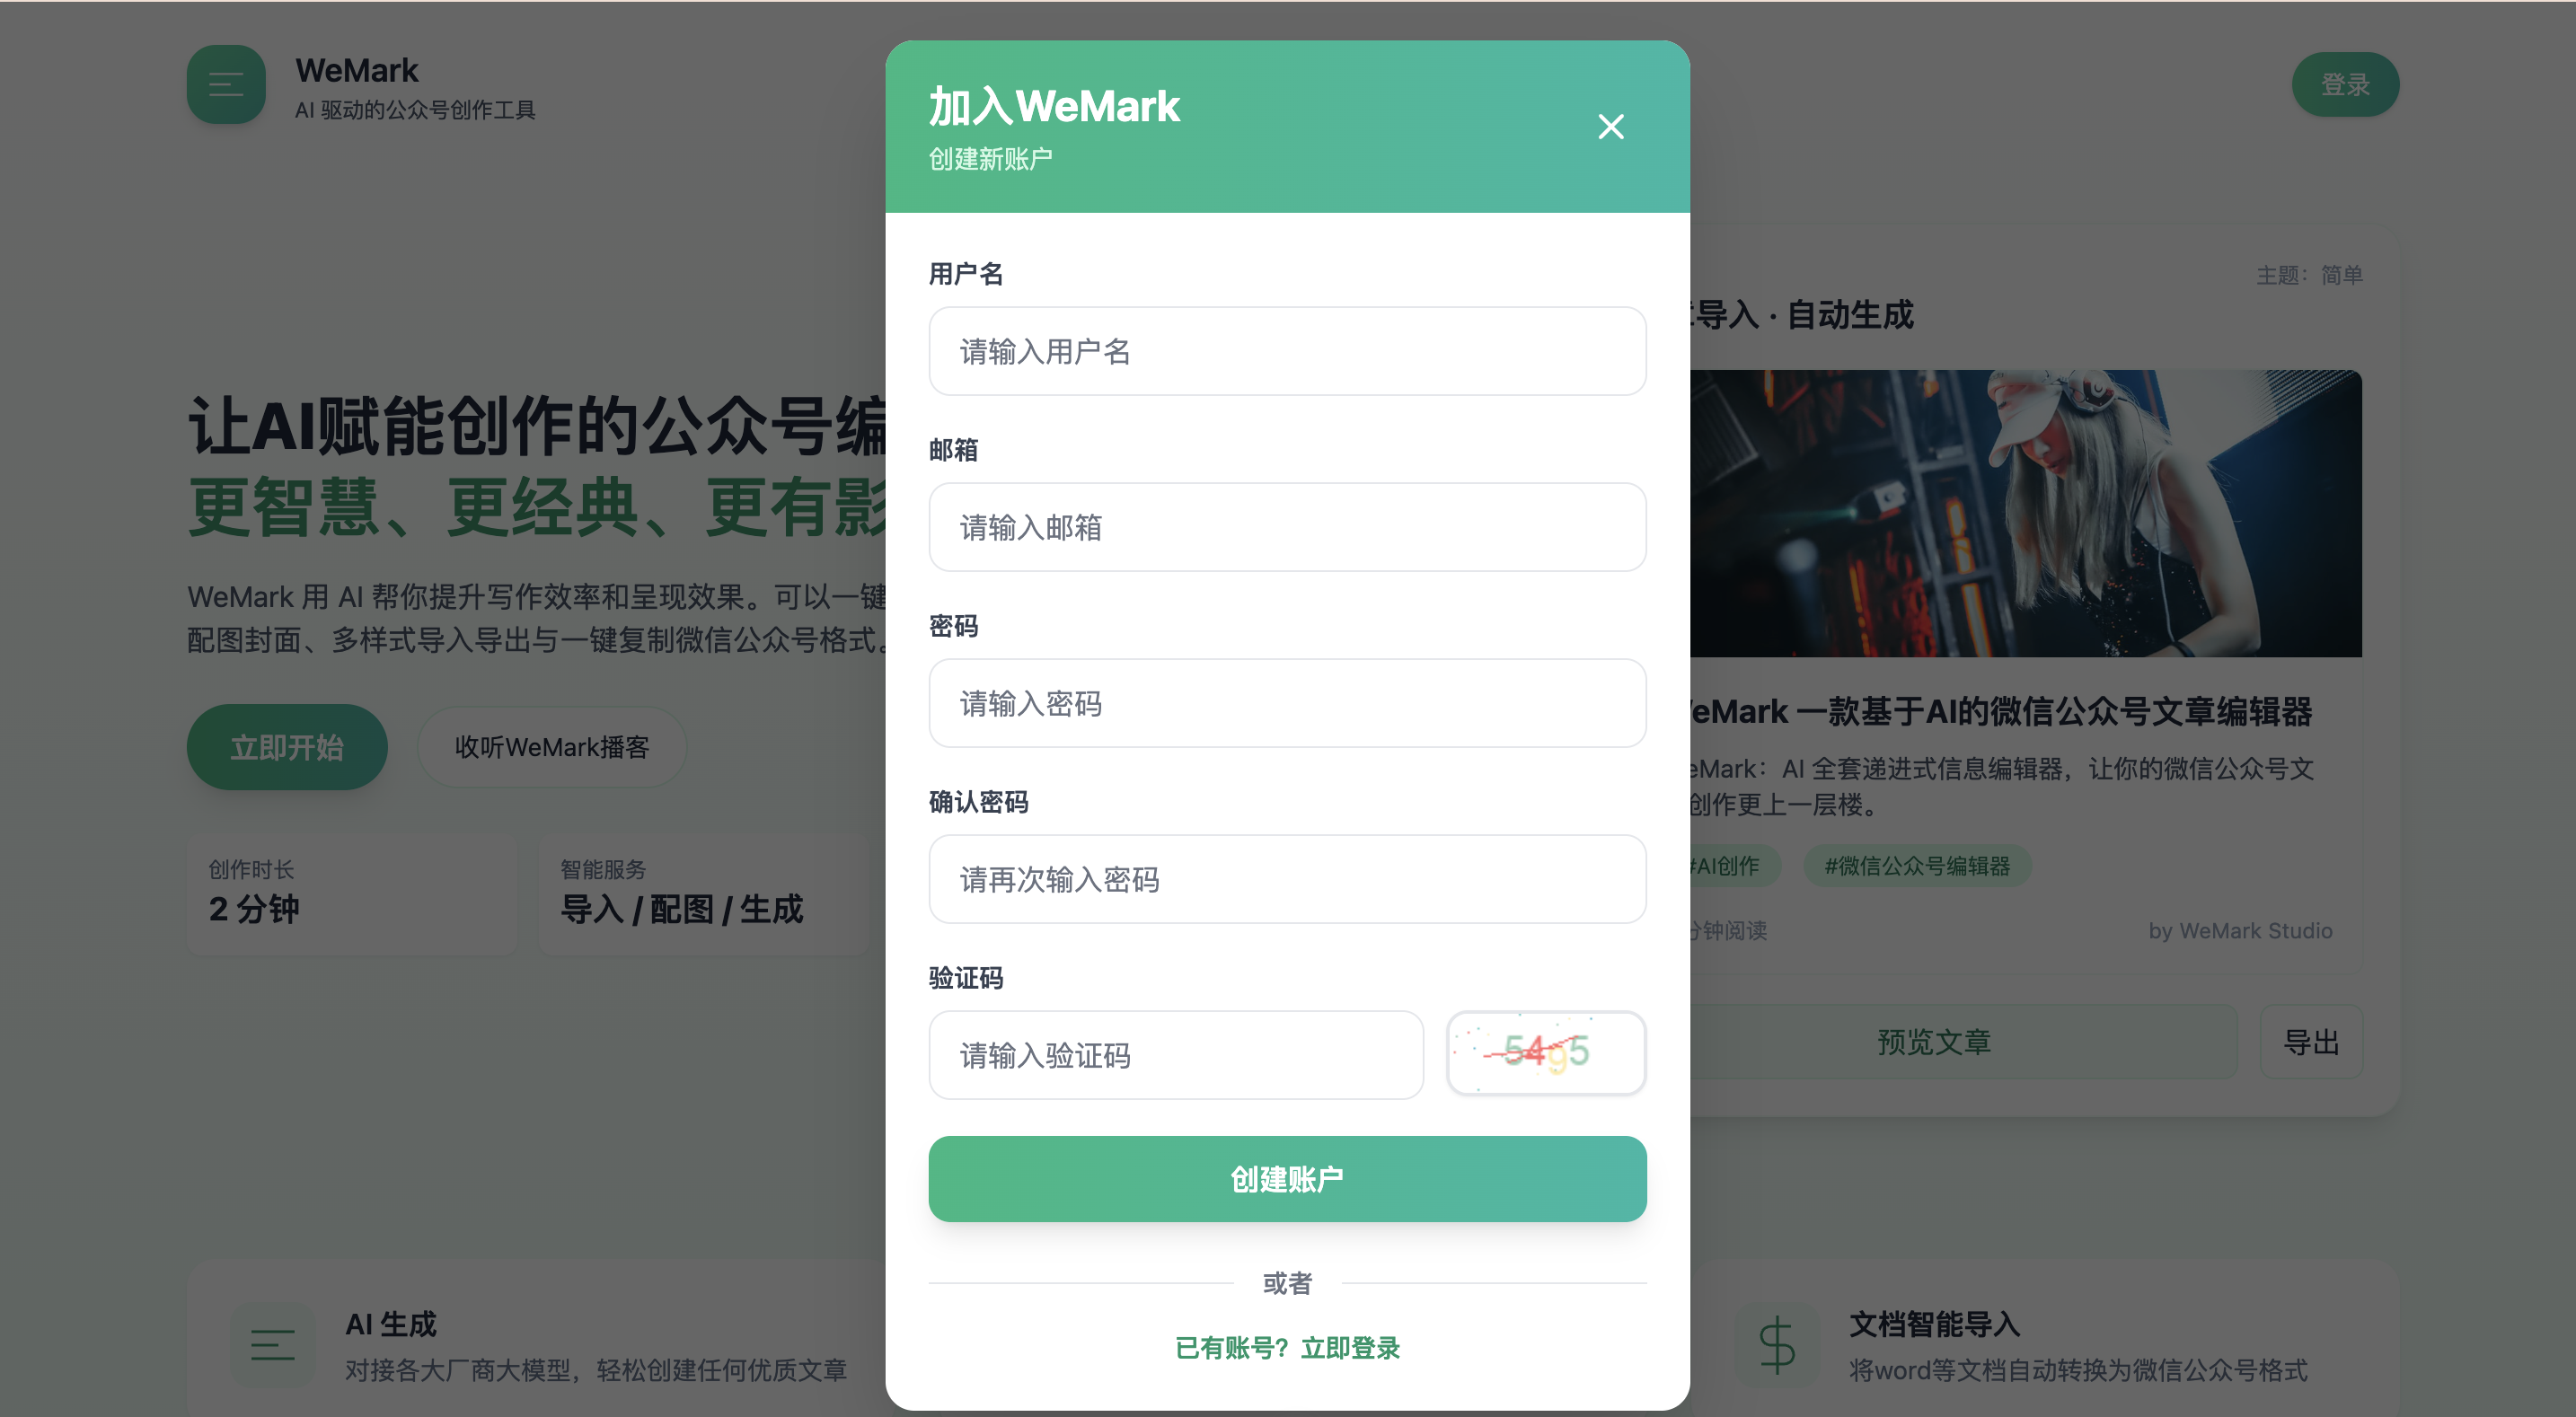 WeMark
AI 驱动的公众号创作工具
登录
让AI赋能创作的公众号编
更智慧、更经典、更有影
WeMark 用 AI 帮你提升写作效率和呈现效果。可以一键
配图封面、多样式导入导出与一键复制微信公众号格式。
立即开始
收听WeMark播客
创作时长
2 分钟
智能服务
导入 / 配图 / 生成
加入WeMark
创建新账户
用户名
请输入用户名
邮箱
请输入邮箱
密码
请输入密码
确认密码
请再次输入密码
验证码
请输入验证码
5495
创建账户
或者
已有账号？立即登录
主题：简单
导入 · 自动生成
eMark 一款基于AI的微信公众号文章编辑器
eMark：AI 全套递进式信息编辑器，让你的微信公众号文
创作更上一层楼。
#AI创作
#微信公众号编辑器
分钟阅读
by WeMark Studio
预览文章
导出
AI 生成
对接各大厂商大模型，轻松创建任何优质文章
文档智能导入
将word等文档自动转换为微信公众号格式